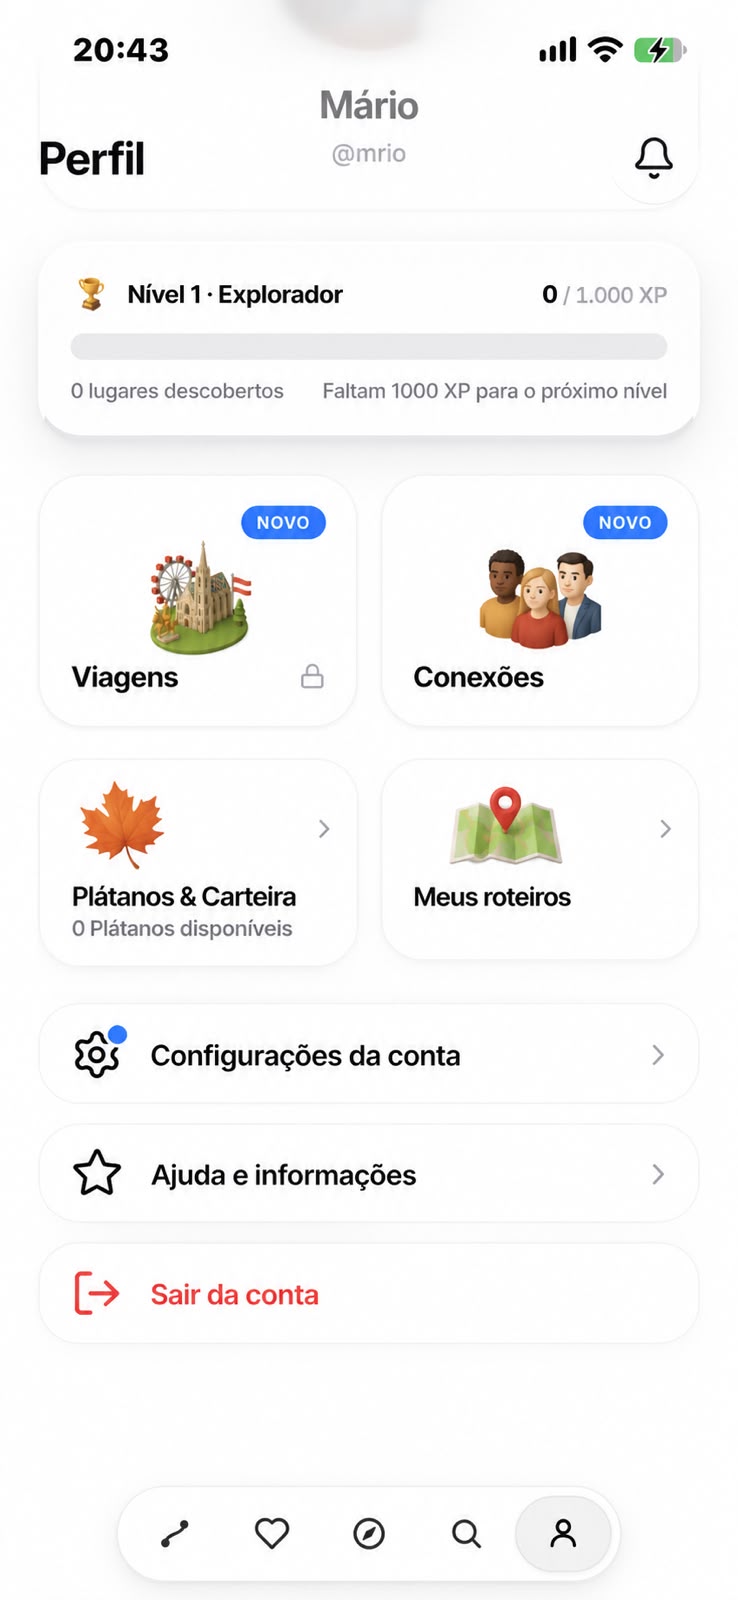 20:43
Mário
Perfil
@mrio
Nível 1 · Explorador
0 / 1.000 XP
0 lugares descobertos
Faltam 1000 XP para o próximo nível
NOVO
NOVO
Viagens
Conexões
Plátanos & Carteira
0 Plátanos disponíveis
Meus roteiros
Configurações da conta
Ajuda e informações
Sair da conta